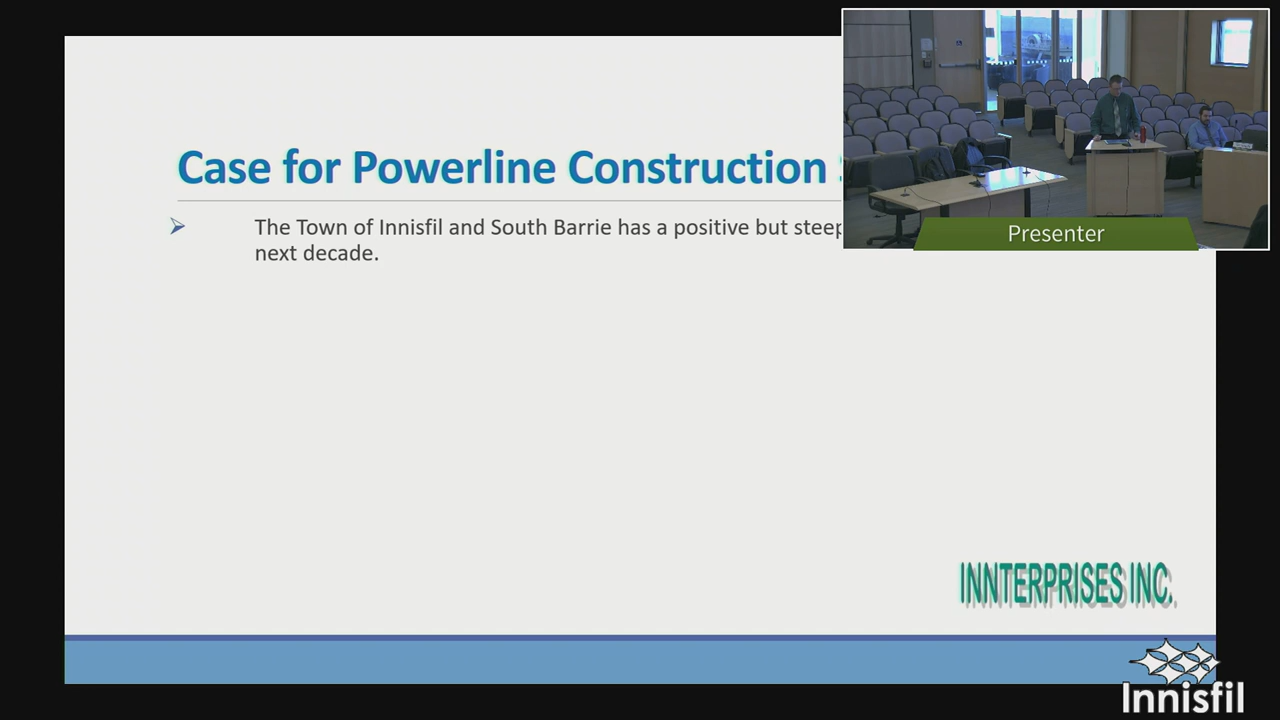 Case for Powerline Construction
The Town of Innisfil and South Barrie has a positive but steep
next decade.
Presenter
INNTERPRISES INC.
Innisfil